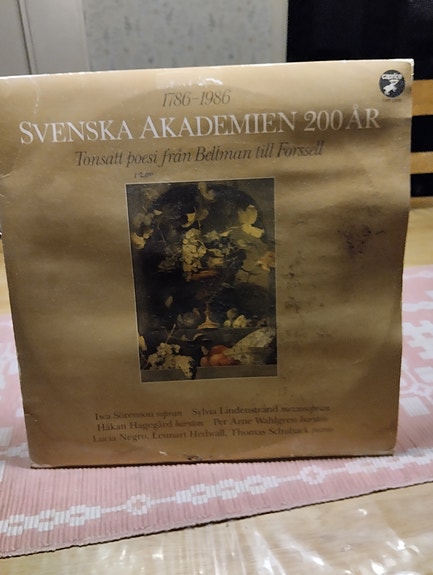 caprice
1786–1986
SVENSKA AKADEMIEN 200 ÅR
Tonsatt poesi från Bellman till Forssell
Iwa Sörenson sopran Sylvia Lindenstrand mezzosopran
Håkan Hagegård baryton Per Arne Wahlgren baryton
Lucia Negro, Lennart Hedwall, Thomas Schuback piano